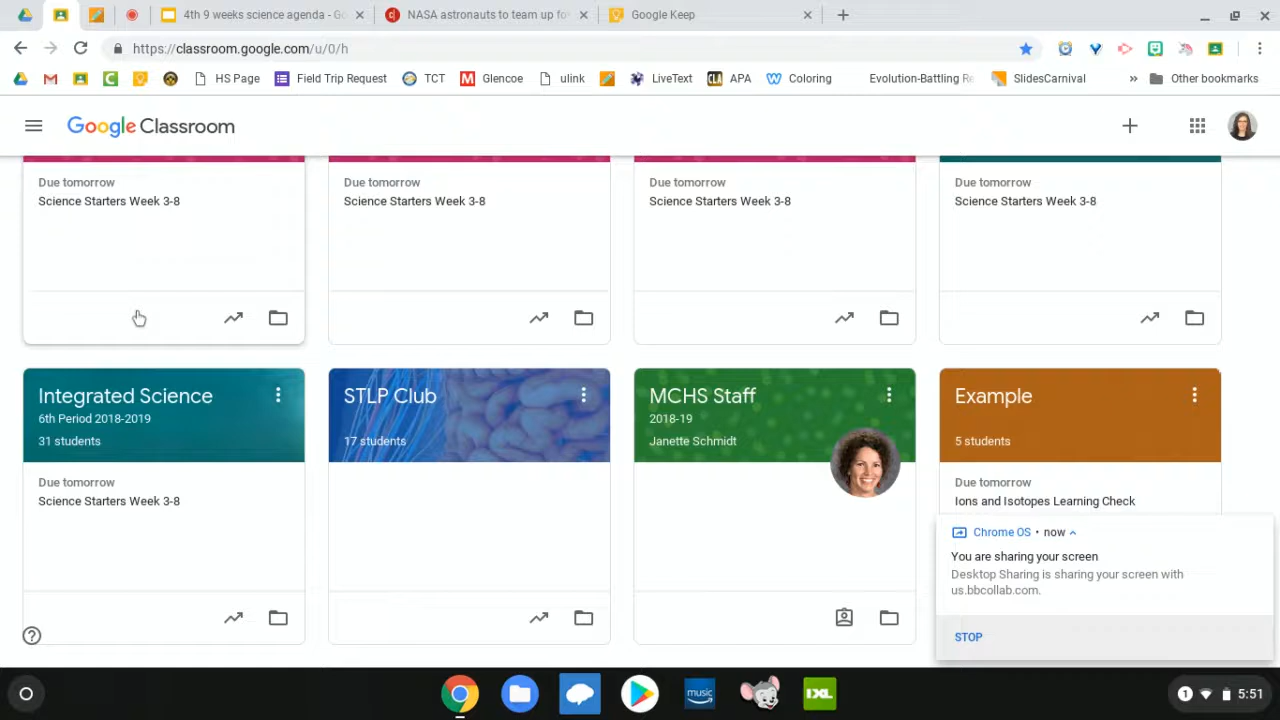 4th 9 weeks science agenda - Go
NASA astronauts to team up fo
Google Keep
https://classroom.google.com/u/0/h
HS Page
Field Trip Request
TCT
Glencoe
ulink
LiveText
CLA
APA
Coloring
Evolution-Battling Re
SlidesCarnival
»
Other bookmarks
Google Classroom
Due tomorrow
Science Starters Week 3-8
Due tomorrow
Science Starters Week 3-8
Due tomorrow
Science Starters Week 3-8
Due tomorrow
Science Starters Week 3-8
Integrated Science
6th Period 2018-2019
31 students
Due tomorrow
Science Starters Week 3-8
STLP Club
17 students
MCHS Staff
2018-19
Janette Schmidt
Example
5 students
Due tomorrow
Ions and Isotopes Learning Check
Chrome OS • now
You are sharing your screen
Desktop Sharing is sharing your screen with
us.bbcollab.com.
STOP
music
IXL
1
5:51